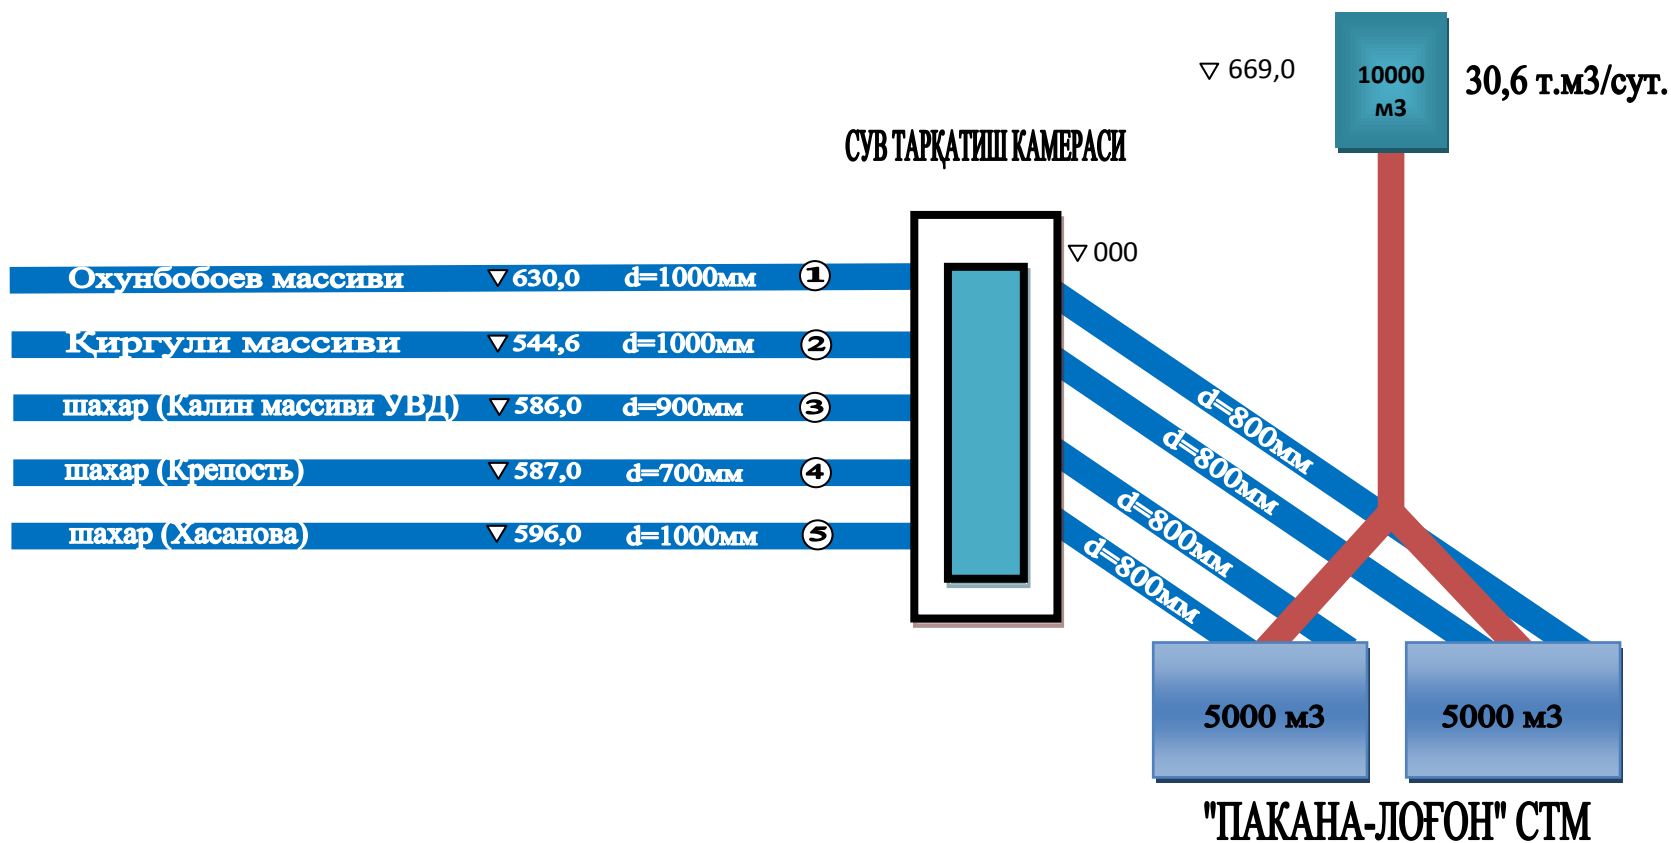 ▽ 669,0
10000
м3
30,6 т.м3/сут.
СУВ ТАРҚАТИШ КАМЕРАСИ
▽ 000
Охунбобоев массиви ▽ 630,0 d=1000мм 1
Қиргули массиви ▽ 544,6 d=1000мм 2
шахар (Калин массиви УВД) ▽ 586,0 d=900мм 3
шахар (Крепость) ▽ 587,0 d=700мм 4
шахар (Хасанова) ▽ 596,0 d=1000мм 5
d=800мм
d=800мм
d=800мм
d=800мм
5000 м3
5000 м3
"ПАКАНА-ЛОҒОН" СТМ